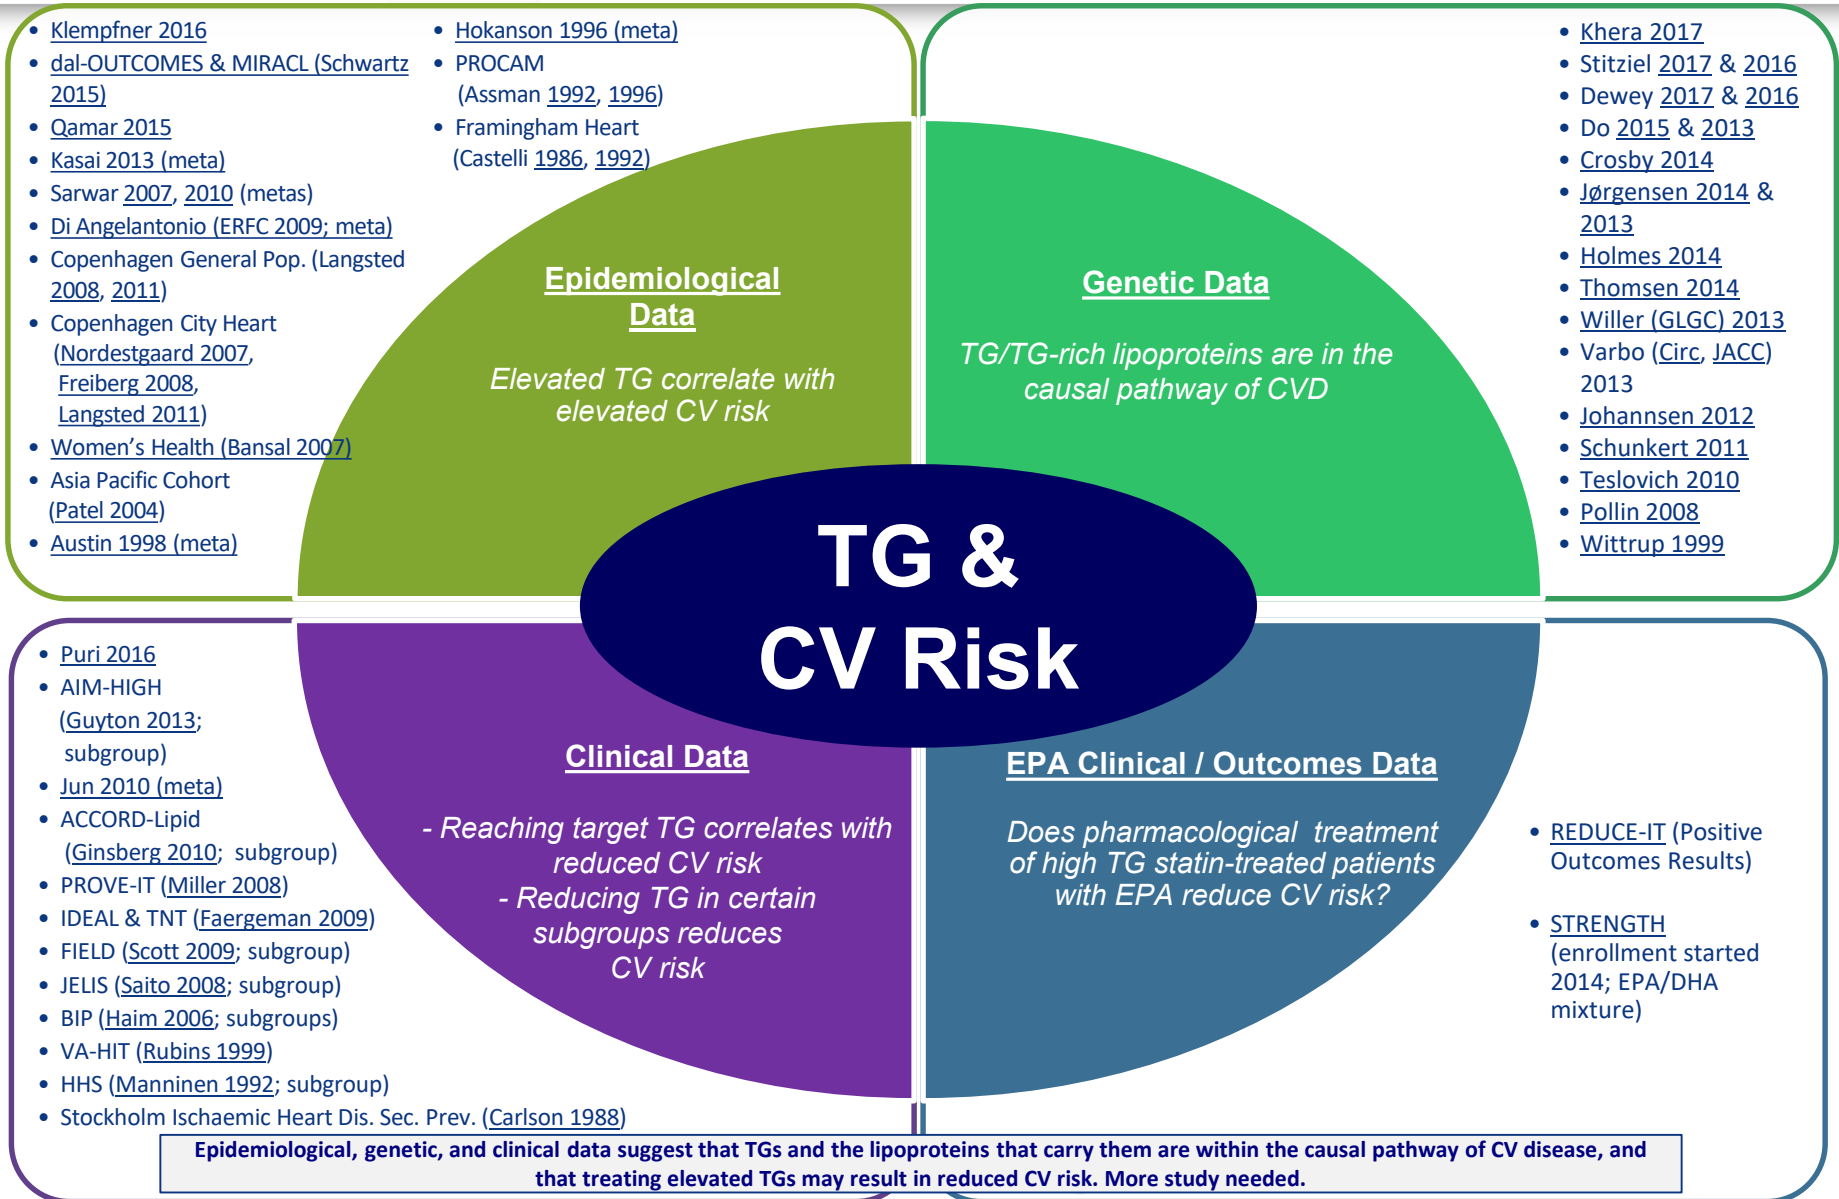 • Klempfner 2016
• dal-OUTCOMES & MIRACL (Schwartz
2015)
• Qamar 2015
• Kasai 2013 (meta)
• Sarwar 2007, 2010 (metas)
• Di Angelantonio (ERFC 2009; meta)
• Copenhagen General Pop. (Langsted
2008, 2011)
• Copenhagen City Heart
(Nordestgaard 2007,
Freiberg 2008,
Langsted 2011)
• Women's Health (Bansal 2007)
• Asia Pacific Cohort
(Patel 2004)
• Austin 1998 (meta)
• Hokanson 1996 (meta)
• PROCAM
(Assman 1992, 1996)
• Framingham Heart
(Castelli 1986, 1992)
Epidemiological
Data
Elevated TG correlate with
elevated CV risk
Genetic Data
TG/TG-rich lipoproteins are in the
causal pathway of CVD
• Khera 2017
• Stitziel 2017 & 2016
• Dewey 2017 & 2016
• Do 2015 & 2013
• Crosby 2014
• Jørgensen 2014 &
2013
• Holmes 2014
• Thomsen 2014
• Willer (GLGC) 2013
• Varbo (Circ, JACC)
2013
• Johannsen 2012
• Schunkert 2011
• Teslovich 2010
• Pollin 2008
• Wittrup 1999
TG &
CV Risk
• Puri 2016
• AIM-HIGH
(Guyton 2013;
subgroup)
• Jun 2010 (meta)
• ACCORD-Lipid
(Ginsberg 2010; subgroup)
• PROVE-IT (Miller 2008)
• IDEAL & TNT (Faergeman 2009)
• FIELD (Scott 2009; subgroup)
• JELIS (Saito 2008; subgroup)
• BIP (Haim 2006; subgroups)
• VA-HIT (Rubins 1999)
• HHS (Manninen 1992; subgroup)
• Stockholm Ischaemic Heart Dis. Sec. Prev. (Carlson 1988)
Clinical Data
- Reaching target TG correlates with
reduced CV risk
- Reducing TG in certain
subgroups reduces
CV risk
EPA Clinical / Outcomes Data
Does pharmacological treatment
of high TG statin-treated patients
with EPA reduce CV risk?
• REDUCE-IT (Positive
Outcomes Results)
• STRENGTH
(enrollment started
2014; EPA/DHA
mixture)
Epidemiological, genetic, and clinical data suggest that TGs and the lipoproteins that carry them are within the causal pathway of CV disease, and
that treating elevated TGs may result in reduced CV risk. More study needed.